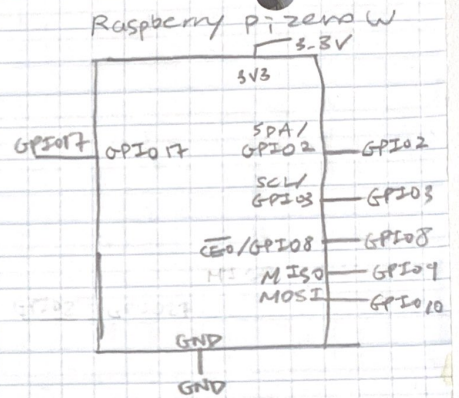 Raspberry pi zero W
3.3V
3V3
GPIO17 GPIO17
SDA/
GPIO2 GPIO2
SCL/
GPIO3 GPIO3
CE0/GPIO8 GPIO8
MISO GPIO9
MOSI GPIO10
GND
GND